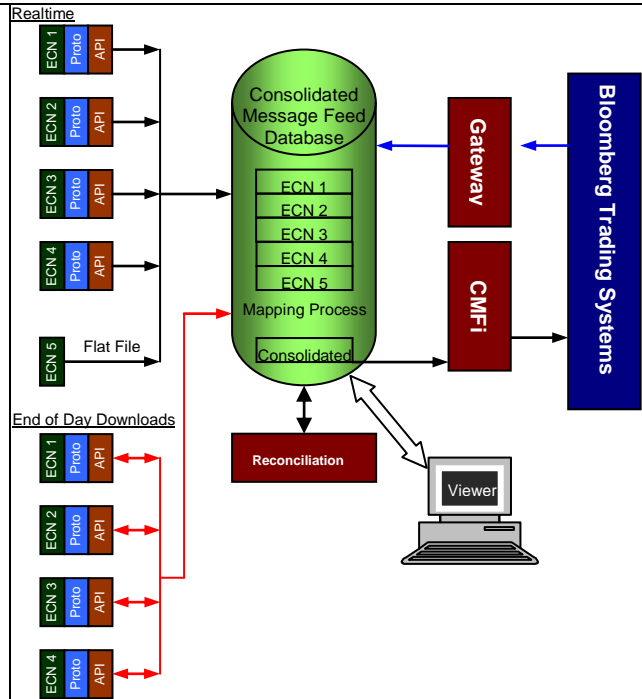 Realtime
ECN 1
Proto
API
ECN 2
Proto
API
ECN 3
Proto
API
ECN 4
Proto
API
ECN 5
Flat File
End of Day Downloads
ECN 1
Proto
API
ECN 2
Proto
API
ECN 3
Proto
API
ECN 4
Proto
API
Consolidated
Message Feed
Database
ECN 1
ECN 2
ECN 3
ECN 4
ECN 5
Mapping Process
Consolidated
Reconciliation
Gateway
CMFi
Bloomberg Trading Systems
Viewer